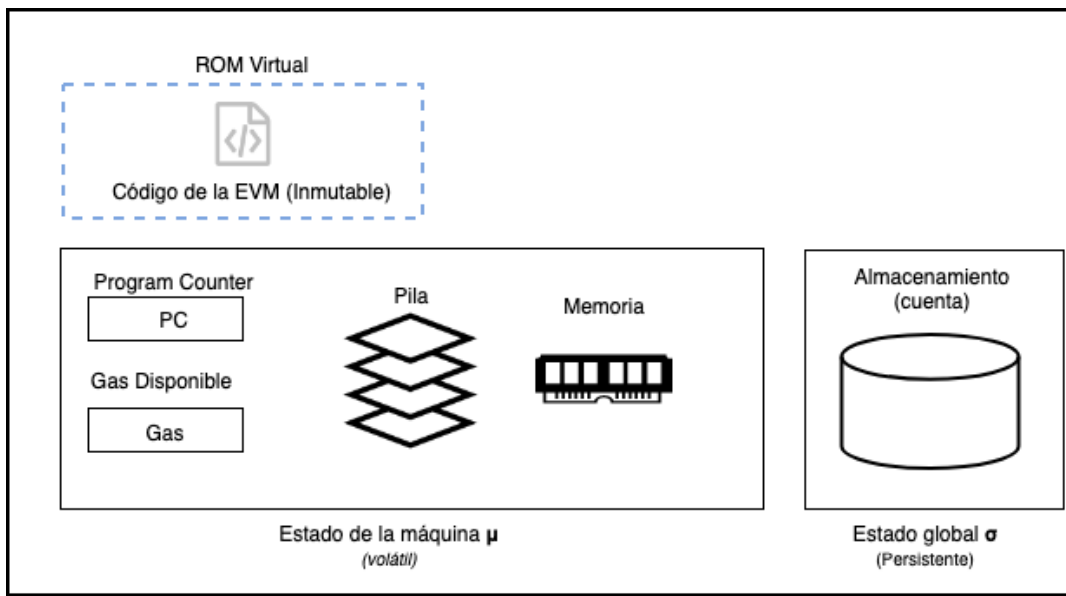 ROM Virtual
</>
Código de la EVM (Inmutable)
Program Counter
PC
Gas Disponible
Gas
Pila
Memoria
Estado de la máquina μ
(volátil)
Almacenamiento
(cuenta)
Estado global σ
(Persistente)